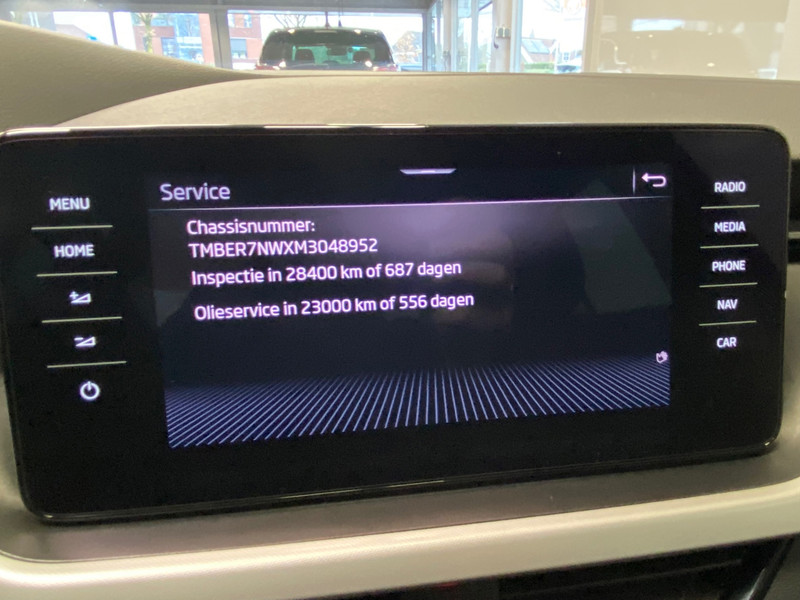 Service
Chassisnummer:
TMBER7NWXM3048952
Inspectie in 28400 km of 687 dagen
Olieservice in 23000 km of 556 dagen
MENU
HOME
RADIO
MEDIA
PHONE
NAV
CAR